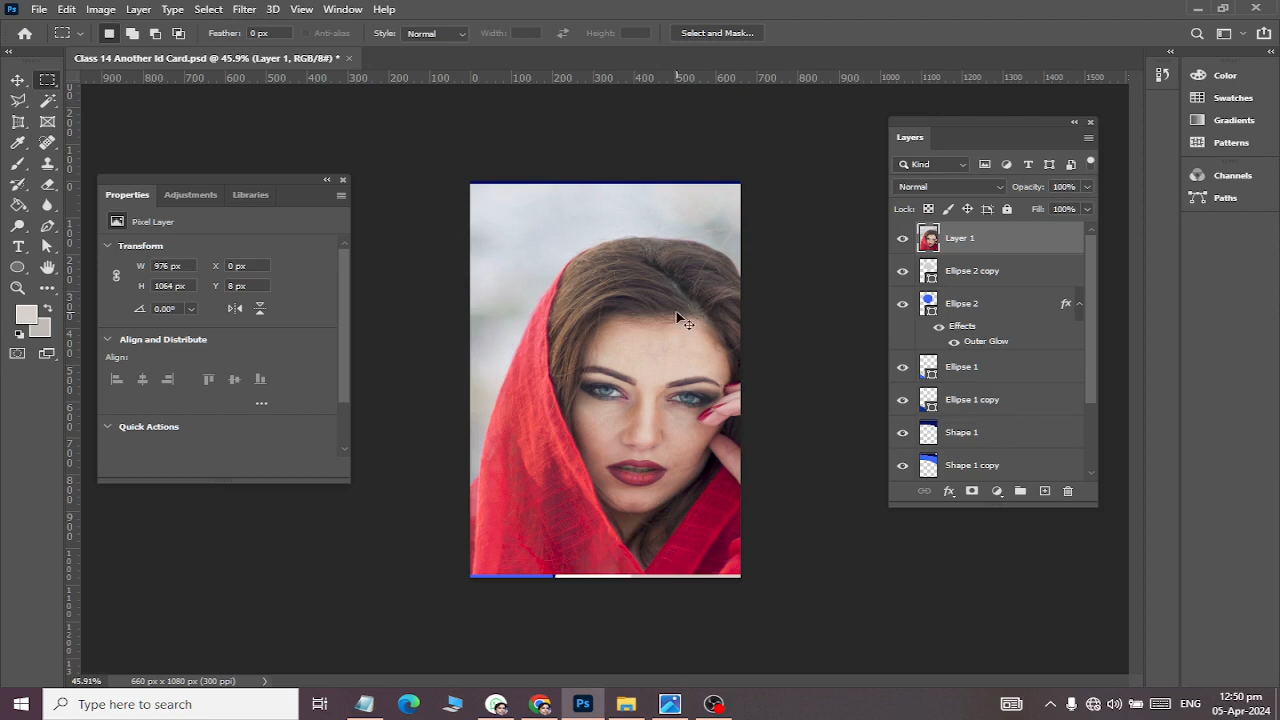 Ps File Edit Image Layer Type Select Filter 3D View Window Help
Feather: 0 px Anti-alias Style: Normal Width: Height: Select and Mask...
Class 14 Another Id Card.psd @ 45.9% (Layer 1, RGB/8#) *
900 800 700 600 500 400 300 200 100 0 100 200 300 400 500 600 700 800 900 1000 1100 1200 1300 1400 1500
Properties Adjustments Libraries
Pixel Layer
Transform
W 976 px X 0 px
H 1064 px Y 8 px
0.00°
Align and Distribute
Align:
Quick Actions
Layers
Kind
Normal Opacity: 100%
Lock: Fill: 100%
Layer 1
Ellipse 2 copy
Ellipse 2 fx
Effects
Outer Glow
Ellipse 1
Ellipse 1 copy
Shape 1
Shape 1 copy
fx
Color
Swatches
Gradients
Patterns
Channels
Paths
45.91% 660 px x 1080 px (300 ppi)
Type here to search
Ps
ENG
12:50 pm
05-Apr-2024